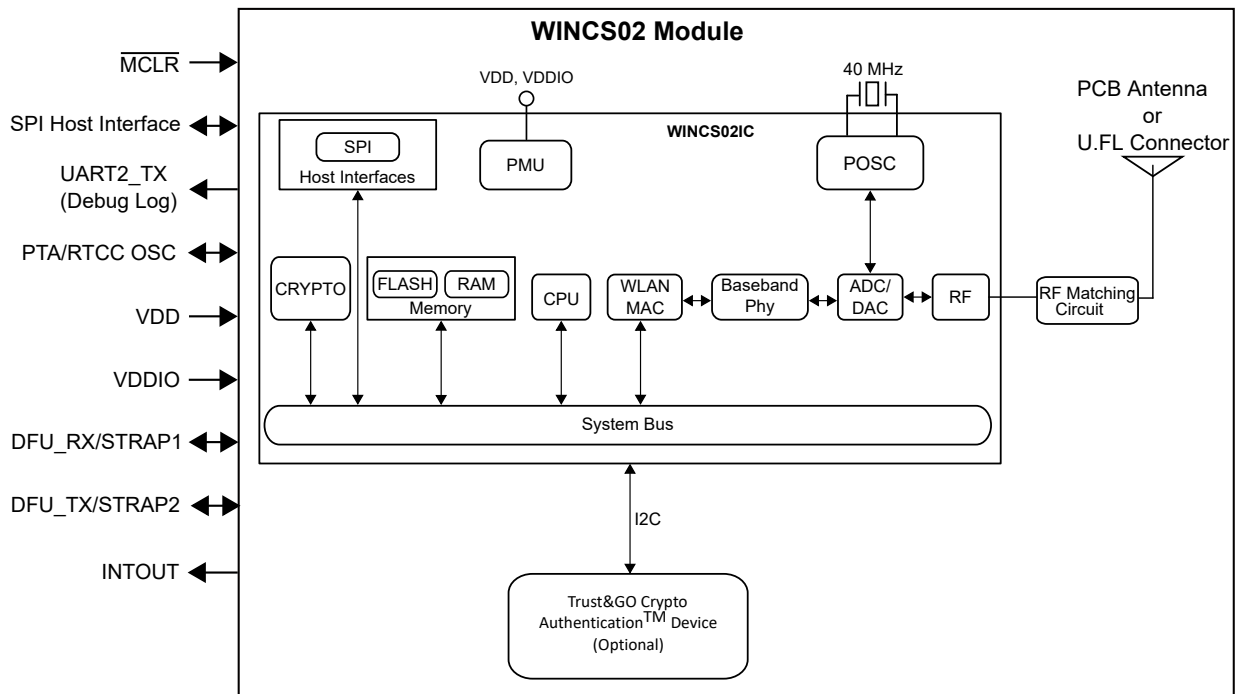 WINCS02 Module
MCLR
SPI Host Interface
UART2_TX
(Debug Log)
PTA/RTCC OSC
VDD
VDDIO
DFU_RX/STRAP1
DFU_TX/STRAP2
INTOUT
VDD, VDDIO
40 MHz
PCB Antenna
or
U.FL Connector
WINCS02IC
SPI
Host Interfaces
PMU
POSC
CRYPTO
FLASH
RAM
Memory
CPU
WLAN
MAC
Baseband
Phy
ADC/
DAC
RF
RF Matching
Circuit
System Bus
I2C
Trust&GO Crypto
Authentication™ Device
(Optional)